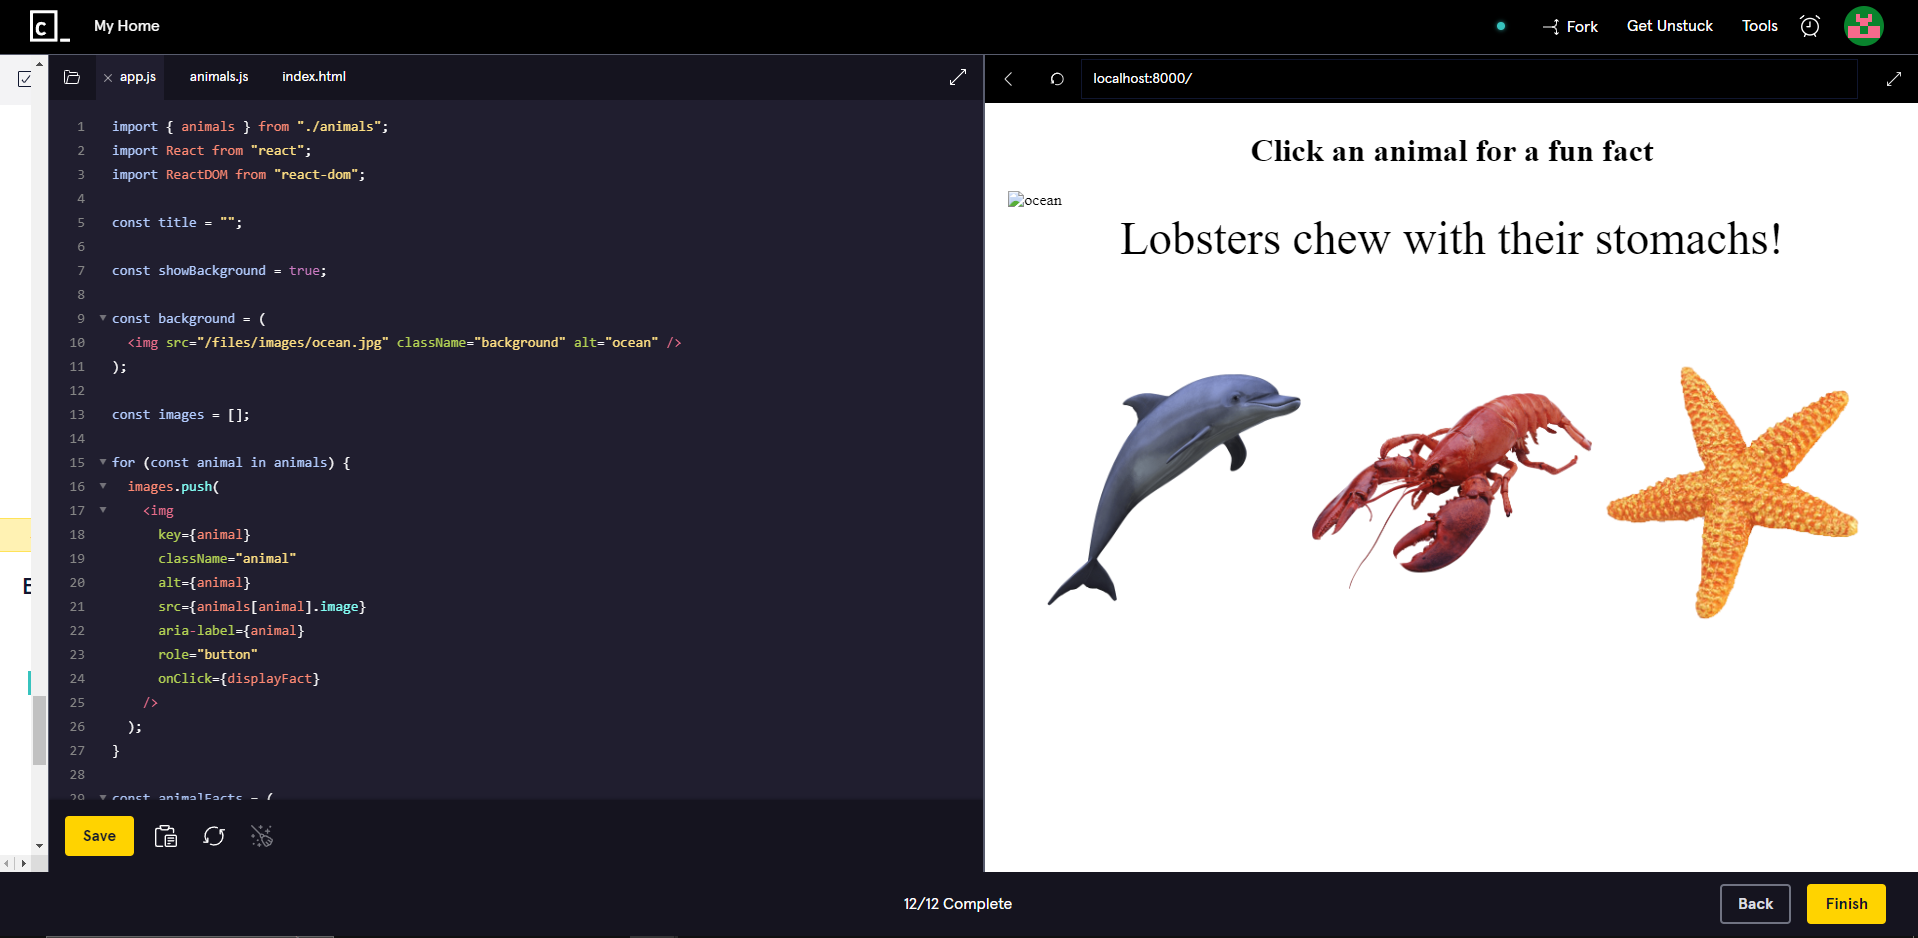 c_
My Home
Fork
Get Unstuck
Tools
app.js
animals.js
index.html
1 import { animals } from "./animals";
2 import React from "react";
3 import ReactDOM from "react-dom";
4
5 const title = "";
6
7 const showBackground = true;
8
9 const background = (
10 <img src="/files/images/ocean.jpg" className="background" alt="ocean" />
11 );
12
13 const images = [];
14
15 for (const animal in animals) {
16 images.push(
17 <img
18 key={animal}
19 className="animal"
20 alt={animal}
21 src={animals[animal].image}
22 aria-label={animal}
23 role="button"
24 onClick={displayFact}
25 />
26 );
27 }
28
29 const animalFacts = (
Save
localhost:8000/
Click an animal for a fun fact
ocean
Lobsters chew with their stomachs!
12/12 Complete
Back
Finish